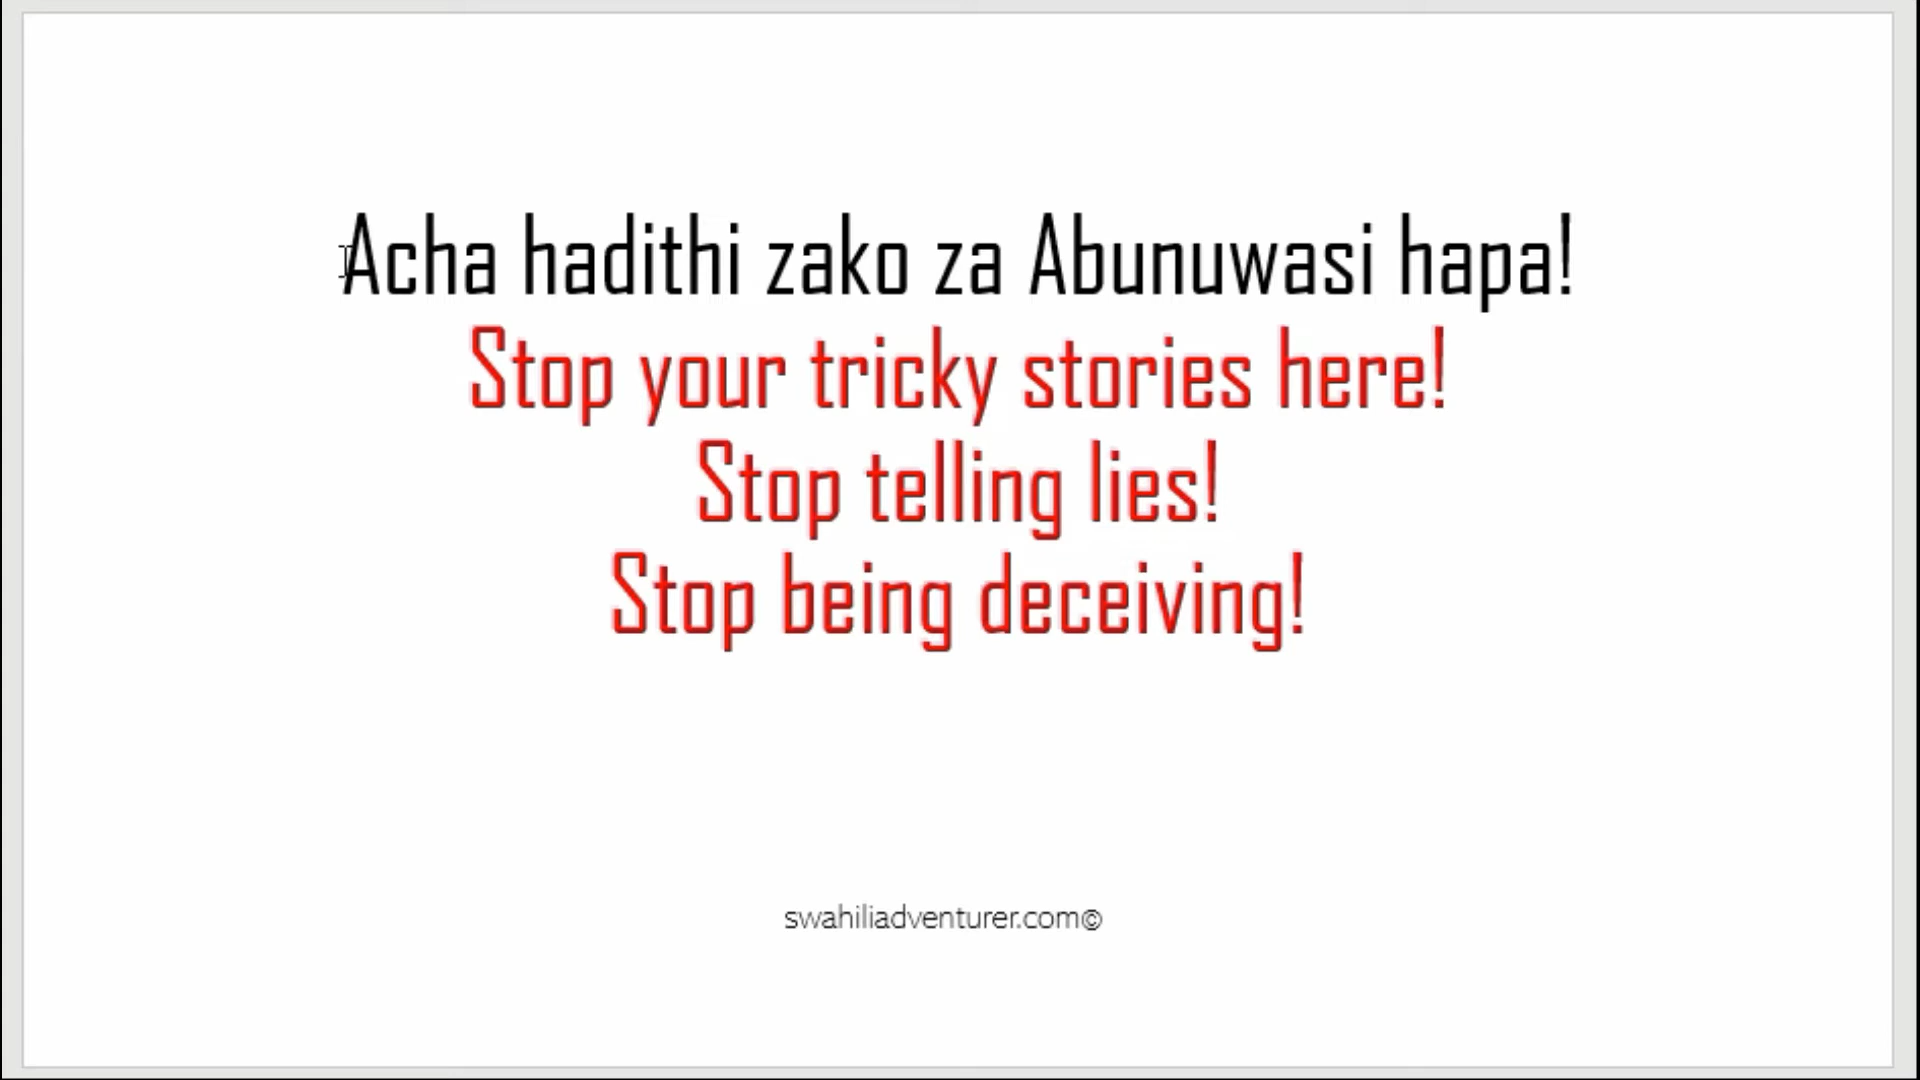 Acha hadithi zako za Abunuwasi hapa!
Stop your tricky stories here!
Stop telling lies!
Stop being deceiving!
swahiliadventurer.com©